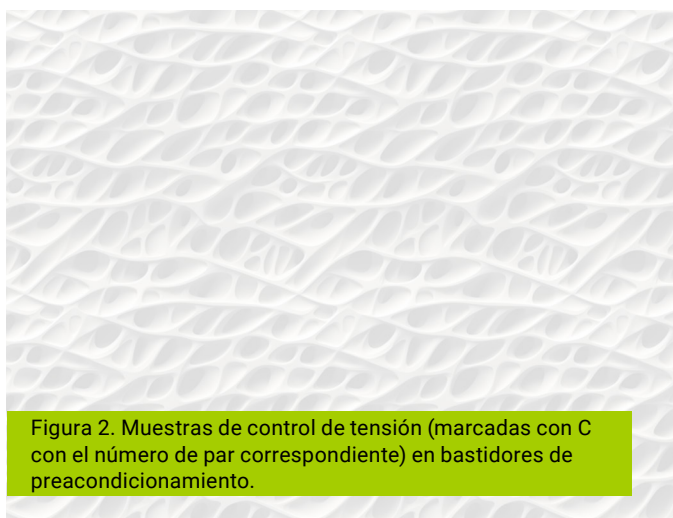 Figura 2. Muestras de control de tensión (marcadas con C
con el número de par correspondiente) en bastidores de
preacondicionamiento.